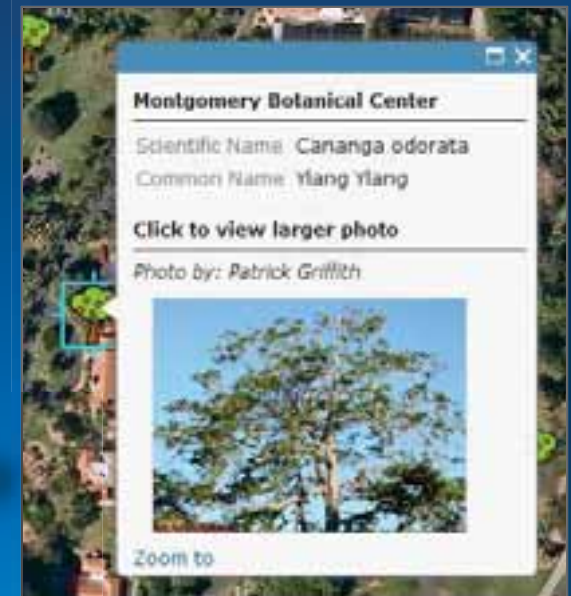 Montgomery Botanical Center
Scientific Name Cananga odorata
Common Name Ylang Ylang
Click to view larger photo
Photo by: Patrick Griffith
Zoom to